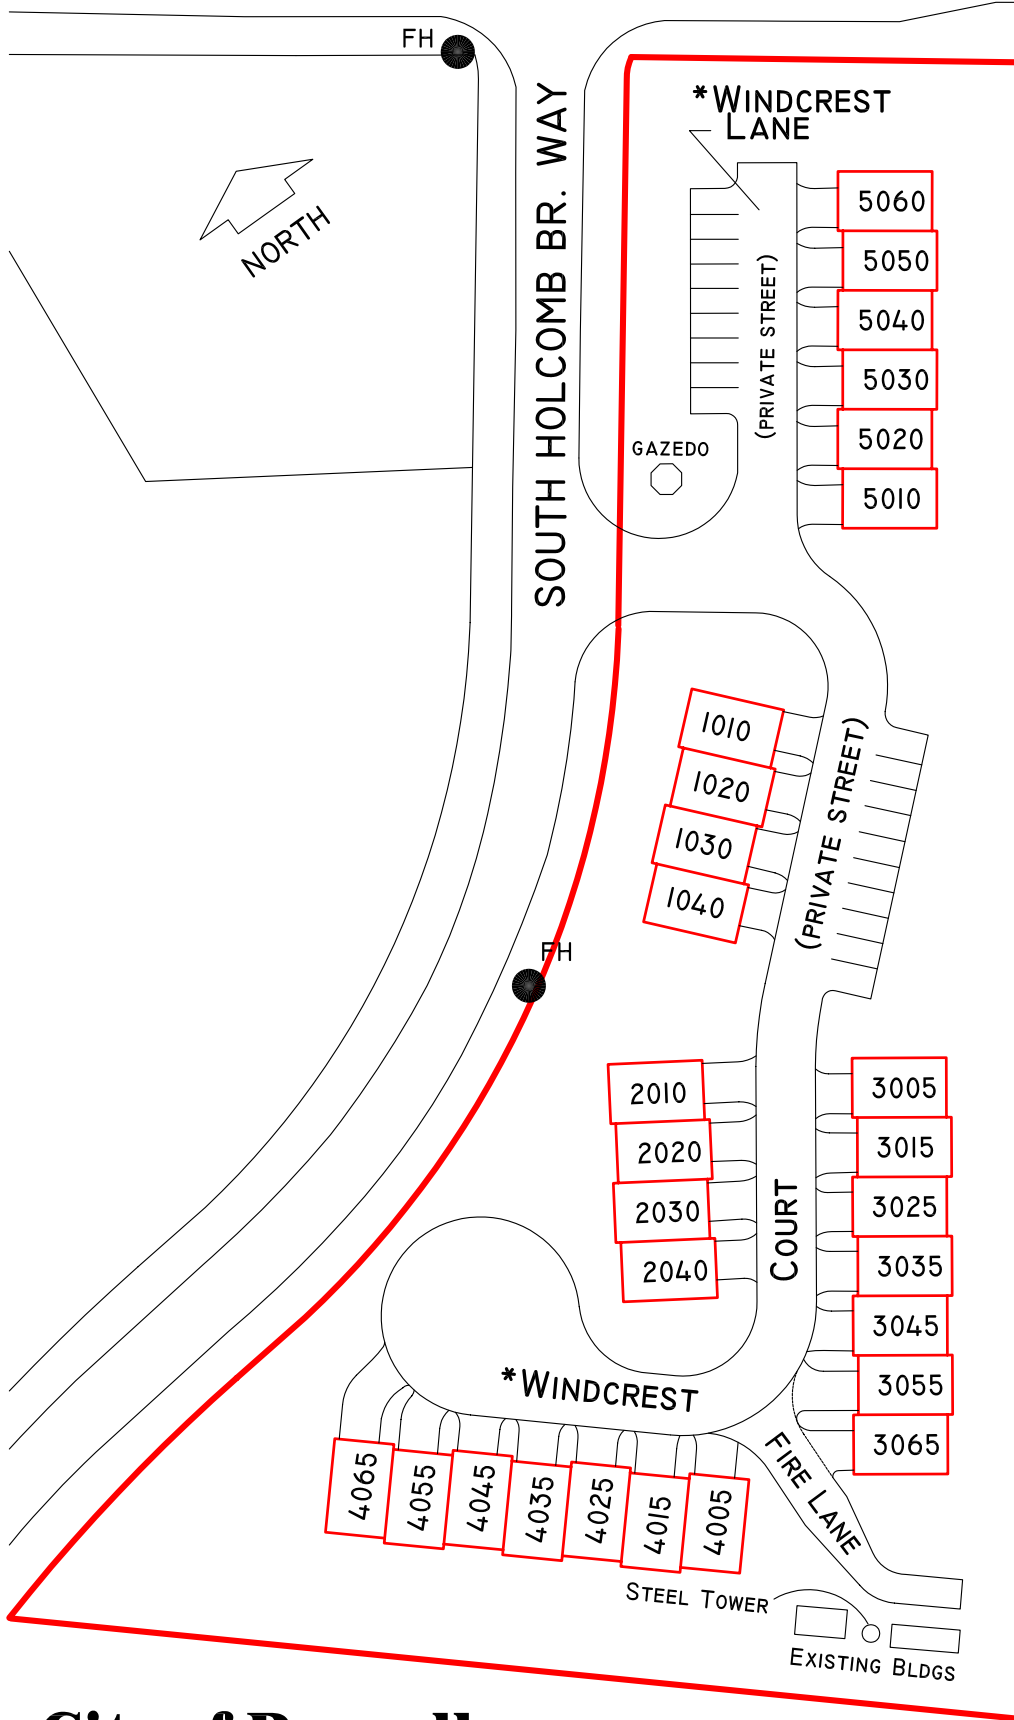 FH
*WINDCREST
LANE
SOUTH HOLCOMB BR. WAY
NORTH
(PRIVATE STREET)
5060
5050
5040
5030
5020
5010
GAZEDO
1010
1020
1030
1040
(PRIVATE STREET)
FH
2010
2020
2030
2040
COURT
3005
3015
3025
3035
3045
3055
3065
*WINDCREST
4065
4055
4045
4035
4025
4015
4005
FIRE LANE
STEEL TOWER
EXISTING BLDGS